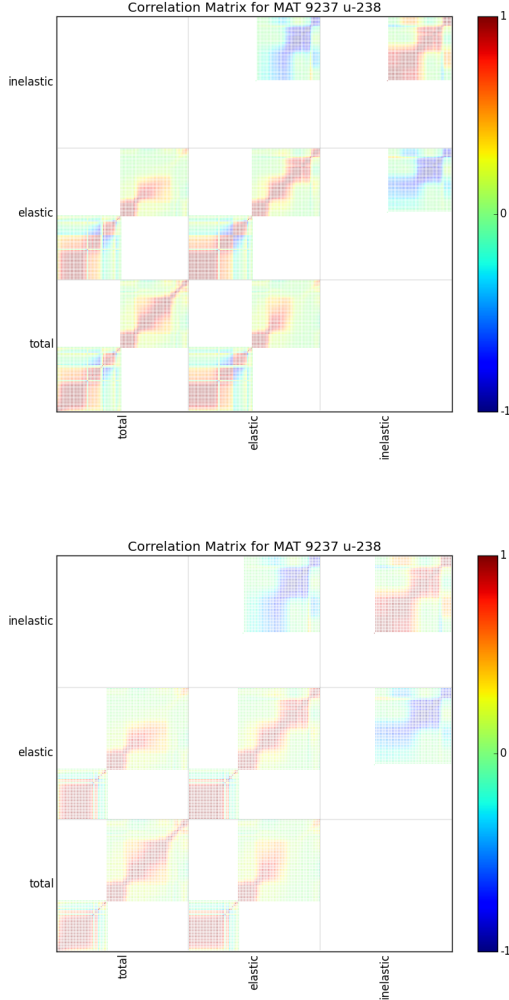 Correlation Matrix for MAT 9237 u-238
1
inelastic
elastic
0
total
-1
total
elastic
inelastic
Correlation Matrix for MAT 9237 u-238
1
inelastic
elastic
0
total
-1
total
elastic
inelastic